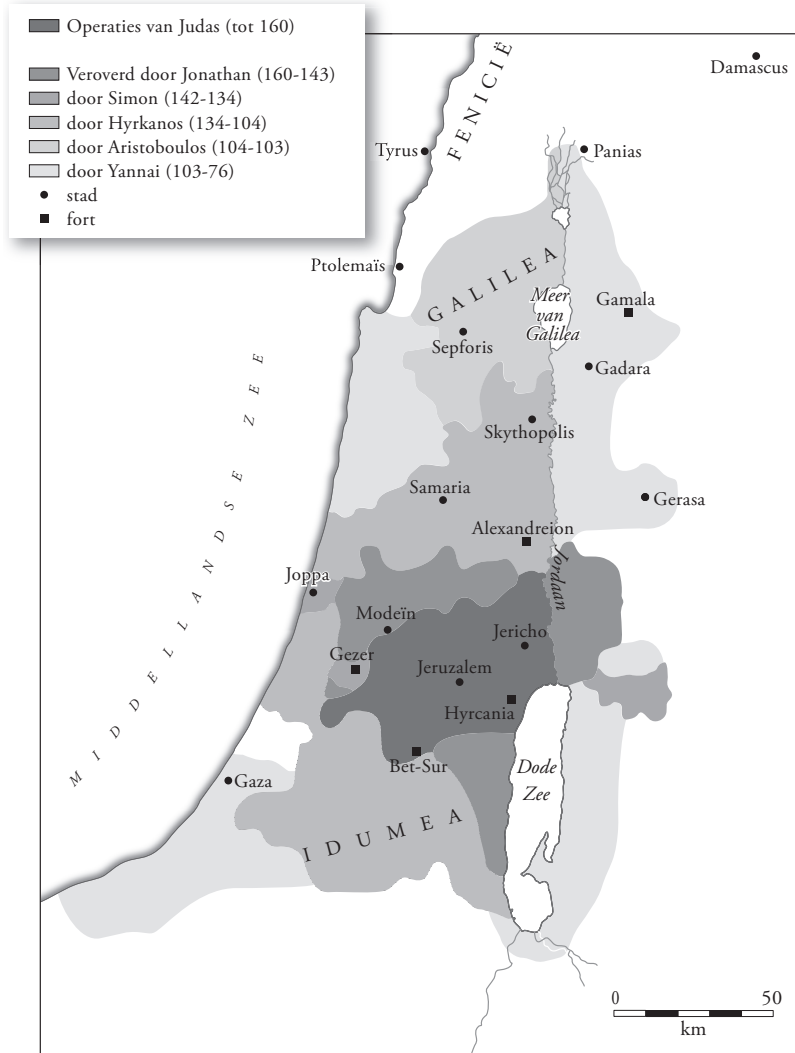 Operaties van Judas (tot 160)
Veroverd door Jonathan (160-143)
door Simon (142-134)
door Hyrkanos (134-104)
door Aristoboulos (104-103)
door Yannai (103-76)
stad
fort
FENICIË
Damascus
Tyrus
Panias
Ptolemaïs
GALILEA
Meer
van
Galilea
Gamala
Sepforis
Gadara
MIDDELLANDSE ZEE
Skythopolis
Samaria
Gerasa
Alexandreion
Jordaan
Joppa
Modeïn
Jericho
Gezer
Jeruzalem
Hyrcania
Bet-Sur
Dode
Zee
Gaza
IDUMEA
0 50
km